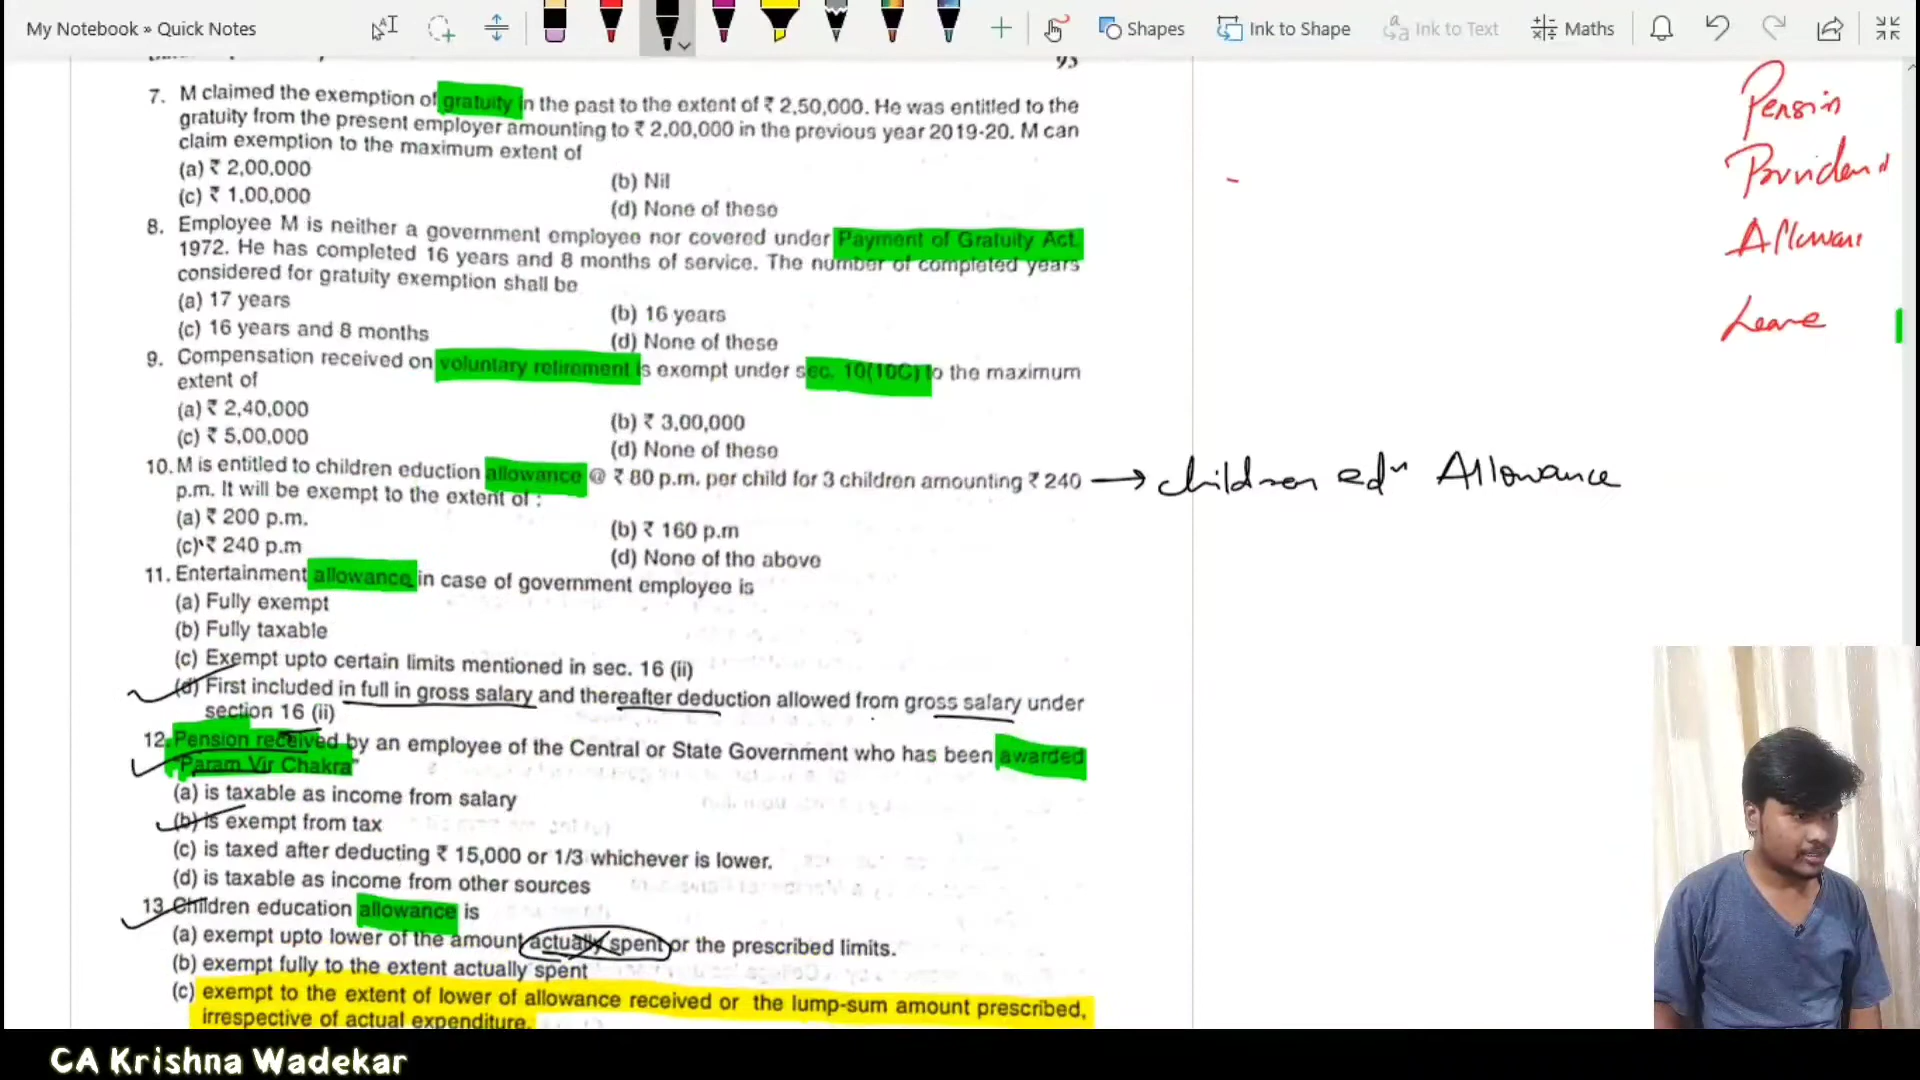 My Notebook » Quick Notes
Shapes
Ink to Shape
Ink to Text
Maths
93
7. M claimed the exemption of gratuity in the past to the extent of ₹ 2,50,000. He was entitled to the
gratuity from the present employer amounting to ₹ 2,00,000 in the previous year 2019-20. M can
claim exemption to the maximum extent of
(a) ₹ 2,00,000
(b) Nil
(c) ₹ 1,00,000
(d) None of these
8. Employee M is neither a government employee nor covered under Payment of Gratuity Act,
1972. He has completed 16 years and 8 months of service. The number of completed years
considered for gratuity exemption shall be
(a) 17 years
(b) 16 years
(c) 16 years and 8 months
(d) None of these
9. Compensation received on voluntary retirement is exempt under sec. 10(10C) to the maximum
extent of
(a) ₹ 2,40,000
(b) ₹ 3,00,000
(c) ₹ 5,00,000
(d) None of these
10. M is entitled to children eduction allowance @ ₹ 80 p.m. per child for 3 children amounting ₹ 240
p.m. It will be exempt to the extent of :
(a) ₹ 200 p.m.
(b) ₹ 160 p.m
(c) ₹ 240 p.m
(d) None of the above
11. Entertainment allowance in case of government employee is
(a) Fully exempt
(b) Fully taxable
(c) Exempt upto certain limits mentioned in sec. 16 (ii)
(d) First included in full in gross salary and thereafter deduction allowed from gross salary under
section 16 (ii)
12. Pension received by an employee of the Central or State Government who has been awarded
"Param Vir Chakra"
(a) is taxable as income from salary
(b) is exempt from tax
(c) is taxed after deducting ₹ 15,000 or 1/3 whichever is lower.
(d) is taxable as income from other sources
13. Children education allowance is
(a) exempt upto lower of the amount actually spent or the prescribed limits.
(b) exempt fully to the extent actually spent
(c) exempt to the extent of lower of allowance received or the lump-sum amount prescribed,
irrespective of actual expenditure.
Pension
Provident
Allowan
Leave
→ children edⁿ Allowance
CA Krishna Wadekar